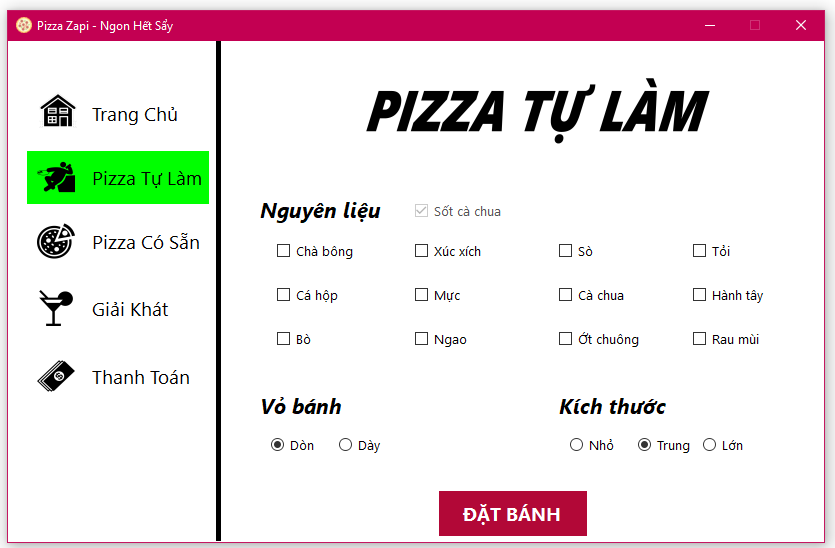 Pizza Zapi - Ngon Hết Sẩy
Trang Chủ
Pizza Tự Làm
Pizza Có Sẵn
Giải Khát
Thanh Toán
PIZZA TỰ LÀM
Nguyên liệu Sốt cà chua
Chà bông Xúc xích Sò Tỏi
Cá hộp Mực Cà chua Hành tây
Bò Ngao Ớt chuông Rau mùi
Vỏ bánh Kích thước
Dòn Dày Nhỏ Trung Lớn
ĐẶT BÁNH